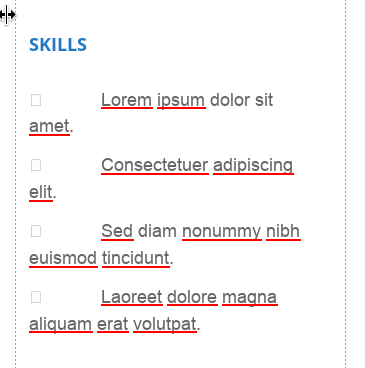 SKILLS
Lorem ipsum dolor sit
amet.
Consectetuer adipiscing
elit.
Sed diam nonummy nibh
euismod tincidunt.
Laoreet dolore magna
aliquam erat volutpat.